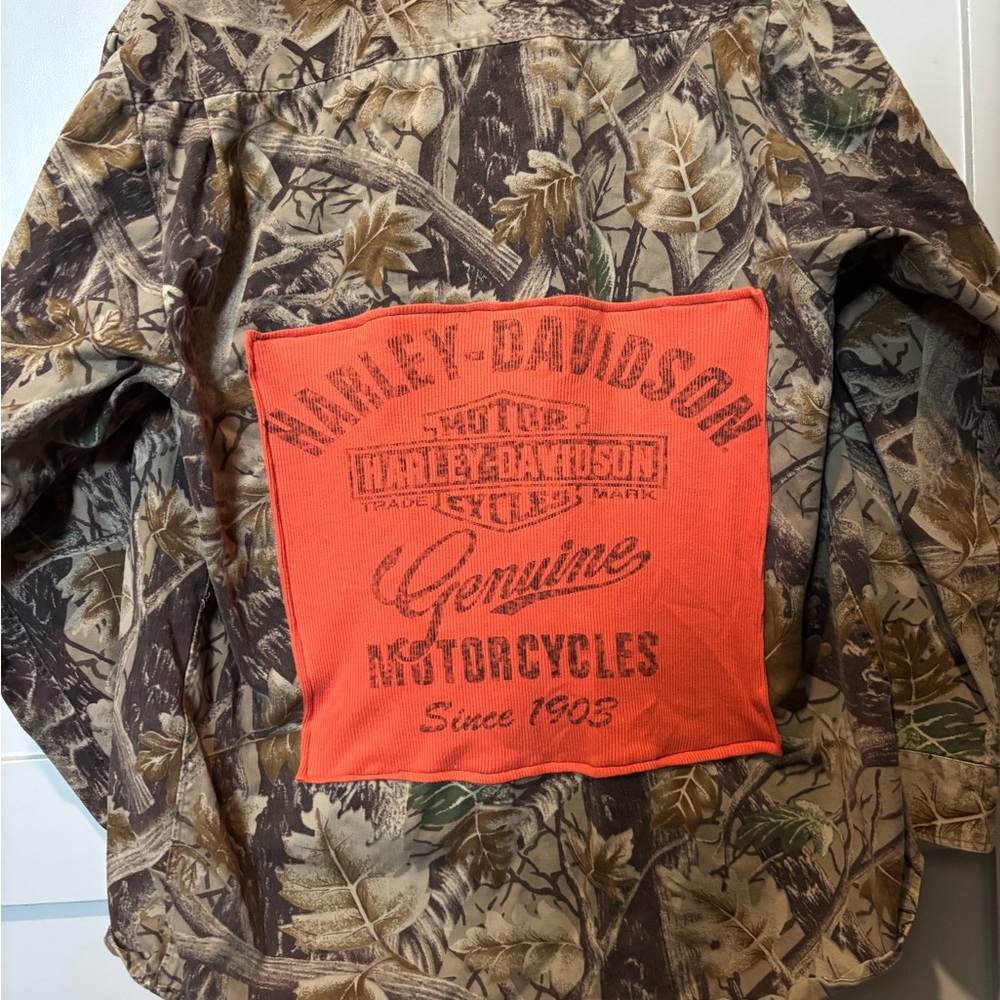 HARLEY-DAVIDSON
MOTOR
HARLEY-DAVIDSON
TRADE CYCLES MARK
Genuine
MOTORCYCLES
Since 1903